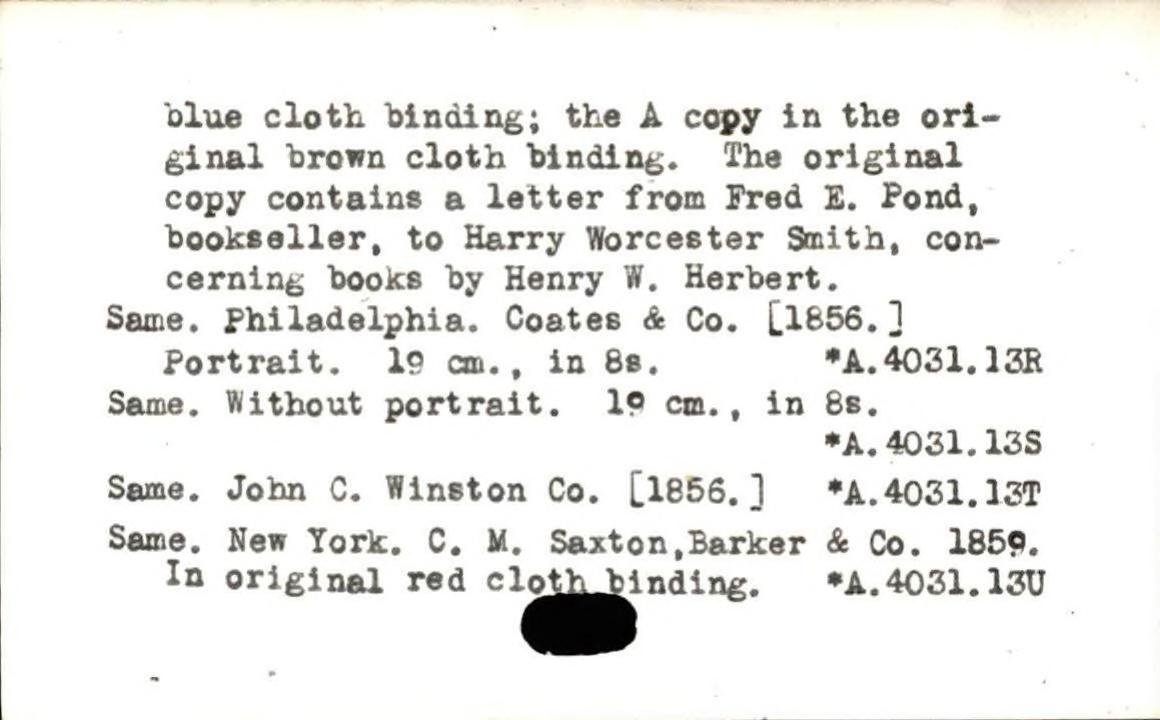 blue cloth binding; the A copy in the ori-
ginal brown cloth binding. The original
copy contains a letter from Fred E. Pond,
bookseller, to Harry Worcester Smith, con-
cerning books by Henry W. Herbert.
Same. Philadelphia. Coates & Co. [1856.]
Portrait. 19 cm., in 8s. *A.4031.13R
Same. Without portrait. 19 cm., in 8s.
*A.4031.13S
Same. John C. Winston Co. [1856.] *A.4031.13T
Same. New York. C. M. Saxton,Barker & Co. 1859.
In original red cloth binding. *A.4031.13U